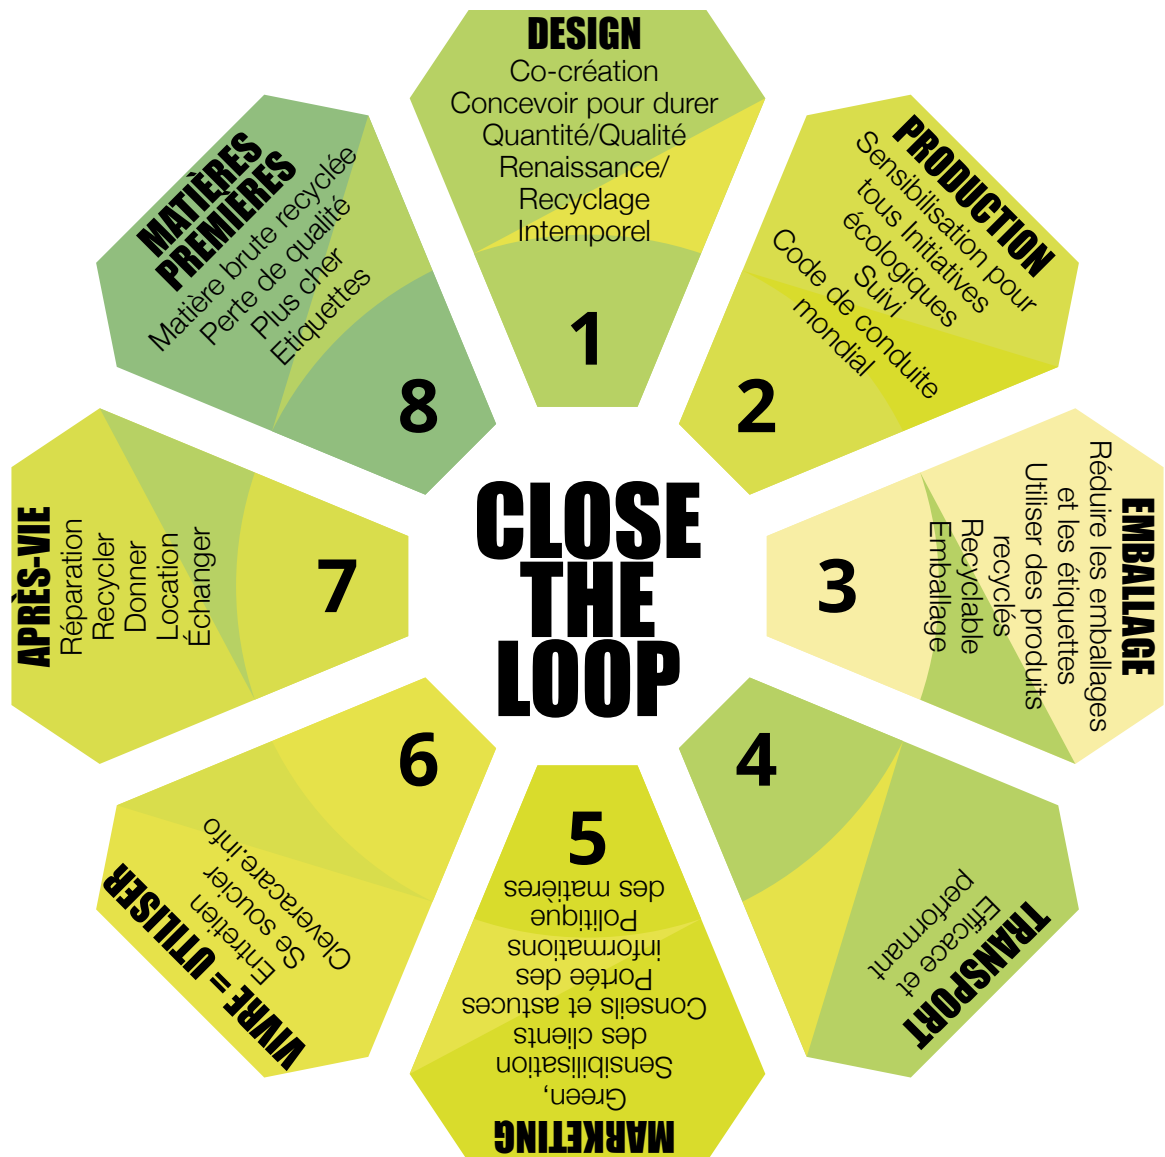 DESIGN
Co-création
Concevoir pour durer
Quantité/Qualité
Renaissance/
Recyclage
Intemporel
1
PRODUCTION
Sensibilisation pour
tous Initiatives
écologiques
Suivi
Code de conduite
mondial
2
EMBALLAGE
Réduire les emballages
et les étiquettes
Utiliser des produits
recyclés
Recyclable
Emballage
3
TRANSPORT
Efficace et
performant
4
MARKETING
Green,
Sensibilisation
des clients
Conseils et astuces
Portée des
informations
Politique
des matières
5
VIVRE = UTILISER
Entretien
Se soucier
Cleveracare.info
6
APRÈS-VIE
Réparation
Recycler
Donner
Location
Échanger
7
MATIÈRES
PREMIÈRES
Matière brute recyclée
Perte de qualité
Plus cher
Etiquettes
8
CLOSE
THE
LOOP